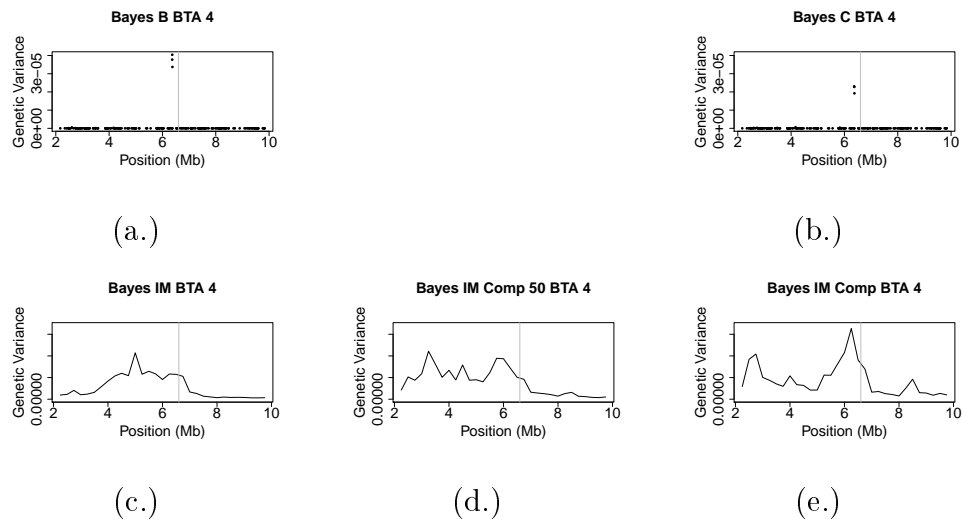 Bayes B BTA 4
Genetic Variance
0e+00 3e−05
2 4 6 8 10
Position (Mb)
(a.)
Bayes C BTA 4
Genetic Variance
0e+00 3e−05
2 4 6 8 10
Position (Mb)
(b.)
Bayes IM BTA 4
Genetic Variance
0.00000
2 4 6 8 10
Position (Mb)
(c.)
Bayes IM Comp 50 BTA 4
Genetic Variance
0.00000
2 4 6 8 10
Position (Mb)
(d.)
Bayes IM Comp BTA 4
Genetic Variance
0.00000
2 4 6 8 10
Position (Mb)
(e.)